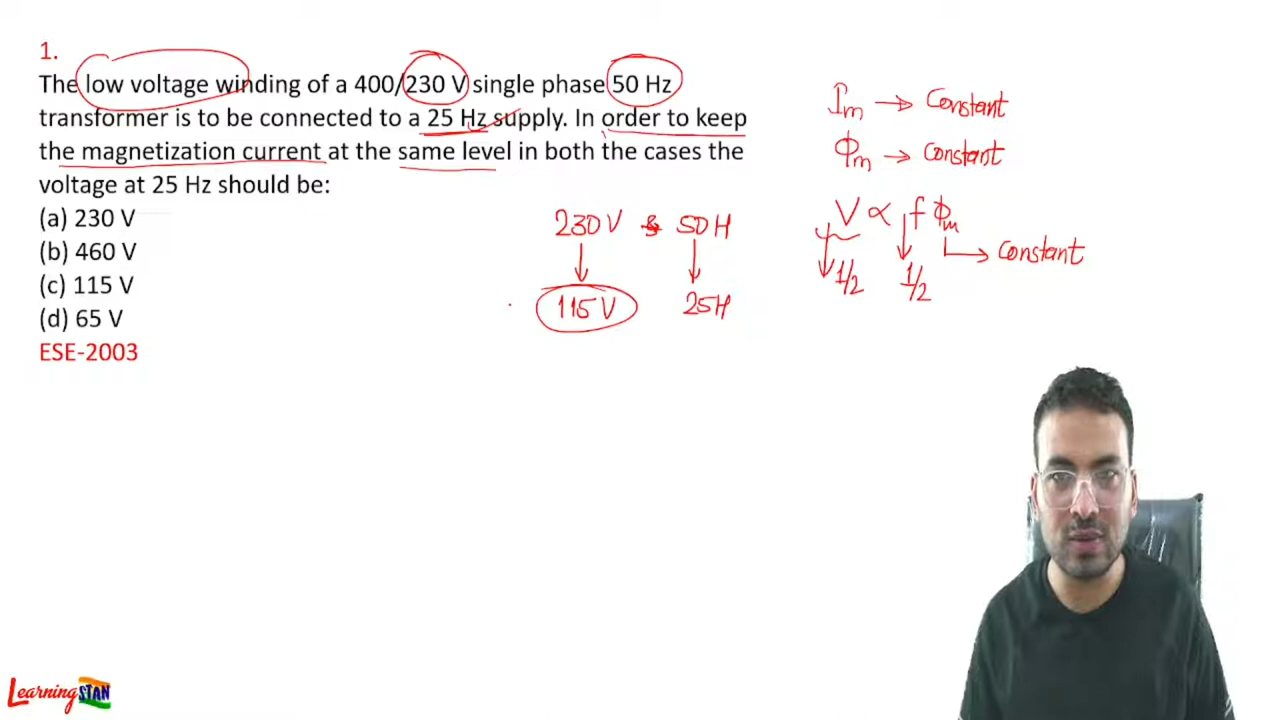 1.
The low voltage winding of a 400/230 V single phase 50 Hz
transformer is to be connected to a 25 Hz supply. In order to keep
the magnetization current at the same level in both the cases the
voltage at 25 Hz should be:
(a) 230 V
(b) 460 V
(c) 115 V
(d) 65 V
ESE-2003
230 V & 50 H
115 V 25 H
Im → Constant
Φm → Constant
V ∝ f Φm
→ Constant
↓ 1/2 ↓ 1/2
Learning STAN